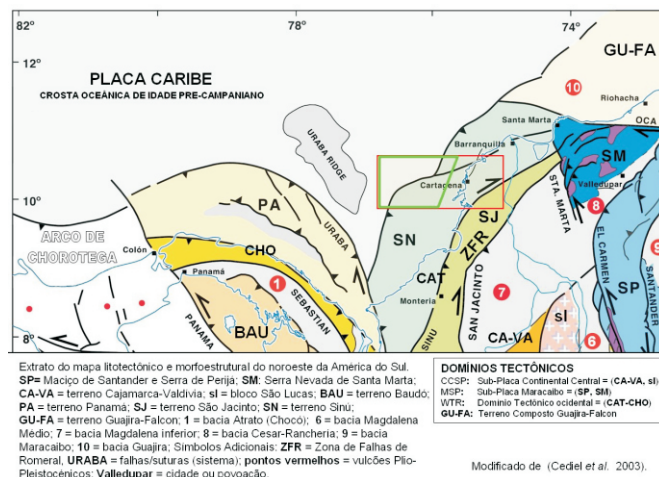 82°
78°
74°
12°
PLACA CARIBE
CROSTA OCEÂNICA DE IDADE PRE-CAMPANIANO
GU-FA
10
Riohacha
Santa Marta
OCA
Barranquilla
SM
URABA RIDGE
Valledupar
10°
Cartagena
STA. MARTA
8
PA
URABA
SJ
ZFR
EL CARMEN
9
SN
ARCO DE
CHOROTEGA
Colón
CHO
Panamá
CAT
SANTANDER
1
SEBASTIAN
7
SP
Monteria
SAN JACINTO
sl
PANAMA
BAU
SINU
CA-VA
6
8°
Extrato do mapa litotectônico e morfoestrutural do noroeste da América do Sul.
SP= Maciço de Santander e Serra de Perijá; SM: Serra Nevada de Santa Marta;
CA-VA = terreno Cajamarca-Valdivia; sl = bloco São Lucas; BAU = terreno Baudó;
PA = terreno Panamá; SJ = terreno São Jacinto; SN = terreno Sinú;
GU-FA = terreno Guajira-Falcon; 1 = bacia Atrato (Chocó); 6 = bacia Magdalena
Médio; 7 = bacia Magdalena inferior; 8 = bacia Cesar-Rancheria; 9 = bacia
Maracaibo; 10 = bacia Guajira; Simbolos Adicionais: ZFR = Zona de Falhas de
Romeral, URABA = falhas/suturas (sistema); pontos vermelhos = vulcões Plio-
Pleistocénicos; Valledupar = cidade ou povoação.
DOMÍNIOS TECTÔNICOS
CCSP: Sub-Placa Continental Central = (CA-VA, sl)
MSP: Sub-Placa Maracaibo = (SP, SM)
WTR: Dominio Tectônico ocidental = (CAT-CHO)
GU-FA: Terreno Composto Guajira-Falcon
Modificado de (Cediel et al. 2003).